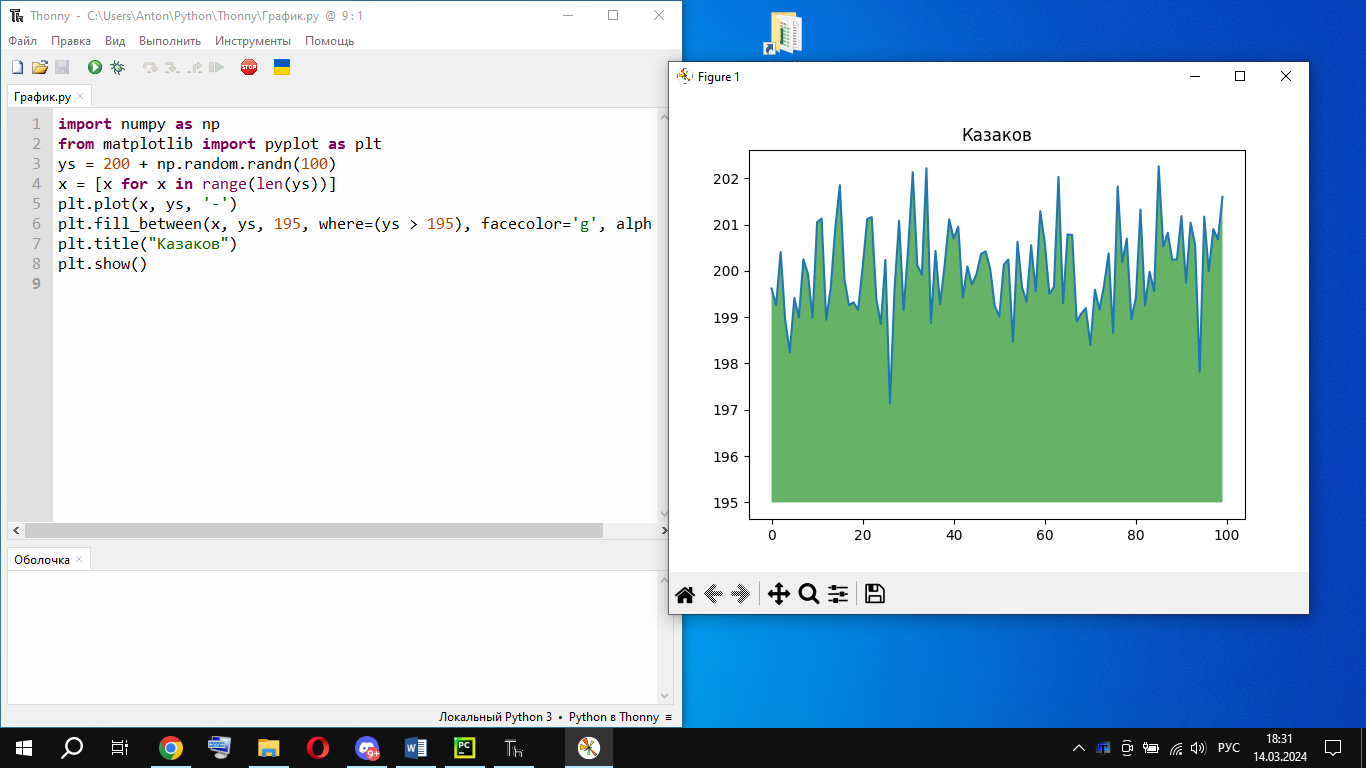 Thonny - C:\Users\Anton\Python\Thonny\График.py @ 9 : 1
Файл Правка Вид Выполнить Инструменты Помощь
STOP
График.py ×
1 import numpy as np
2 from matplotlib import pyplot as plt
3 ys = 200 + np.random.randn(100)
4 x = [x for x in range(len(ys))]
5 plt.plot(x, ys, '-')
6 plt.fill_between(x, ys, 195, where=(ys > 195), facecolor='g', alph
7 plt.title("Казаков")
8 plt.show()
9
Оболочка ×
Локальный Python 3 • Python в Thonny ≡
Figure 1
Казаков
202
201
200
199
198
197
196
195
0 20 40 60 80 100
9+
W
PC
Th
РУС
18:31
14.03.2024